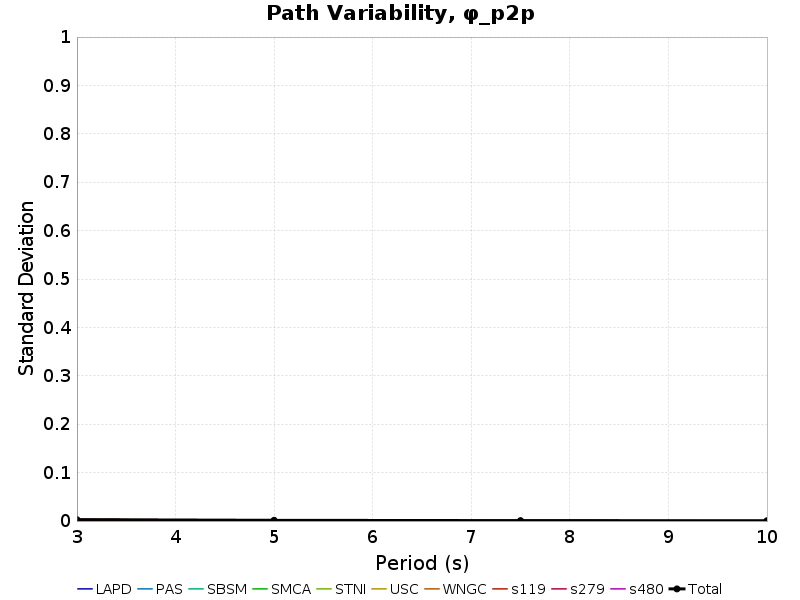 Path Variability, φ_p2p
1
0.9
0.8
0.7
0.6
0.5
0.4
0.3
0.2
0.1
0
Standard Deviation
3 4 5 6 7 8 9 10
Period (s)
LAPD PAS SBSM SMCA STNI USC WNGC s119 s279 s480 Total